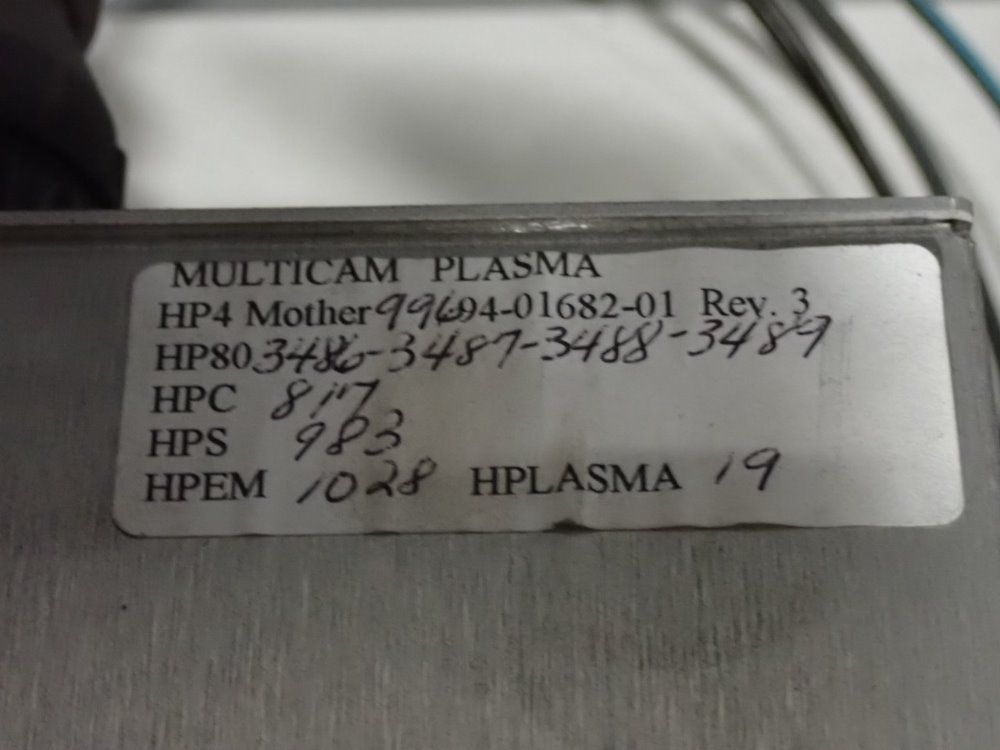 MULTICAM PLASMA
HP4 Mother 99694-01682-01 Rev. 3
HP80 3486-3487-3488-3489
HPC 817
HPS 983
HPEM 1028 HPLASMA 19